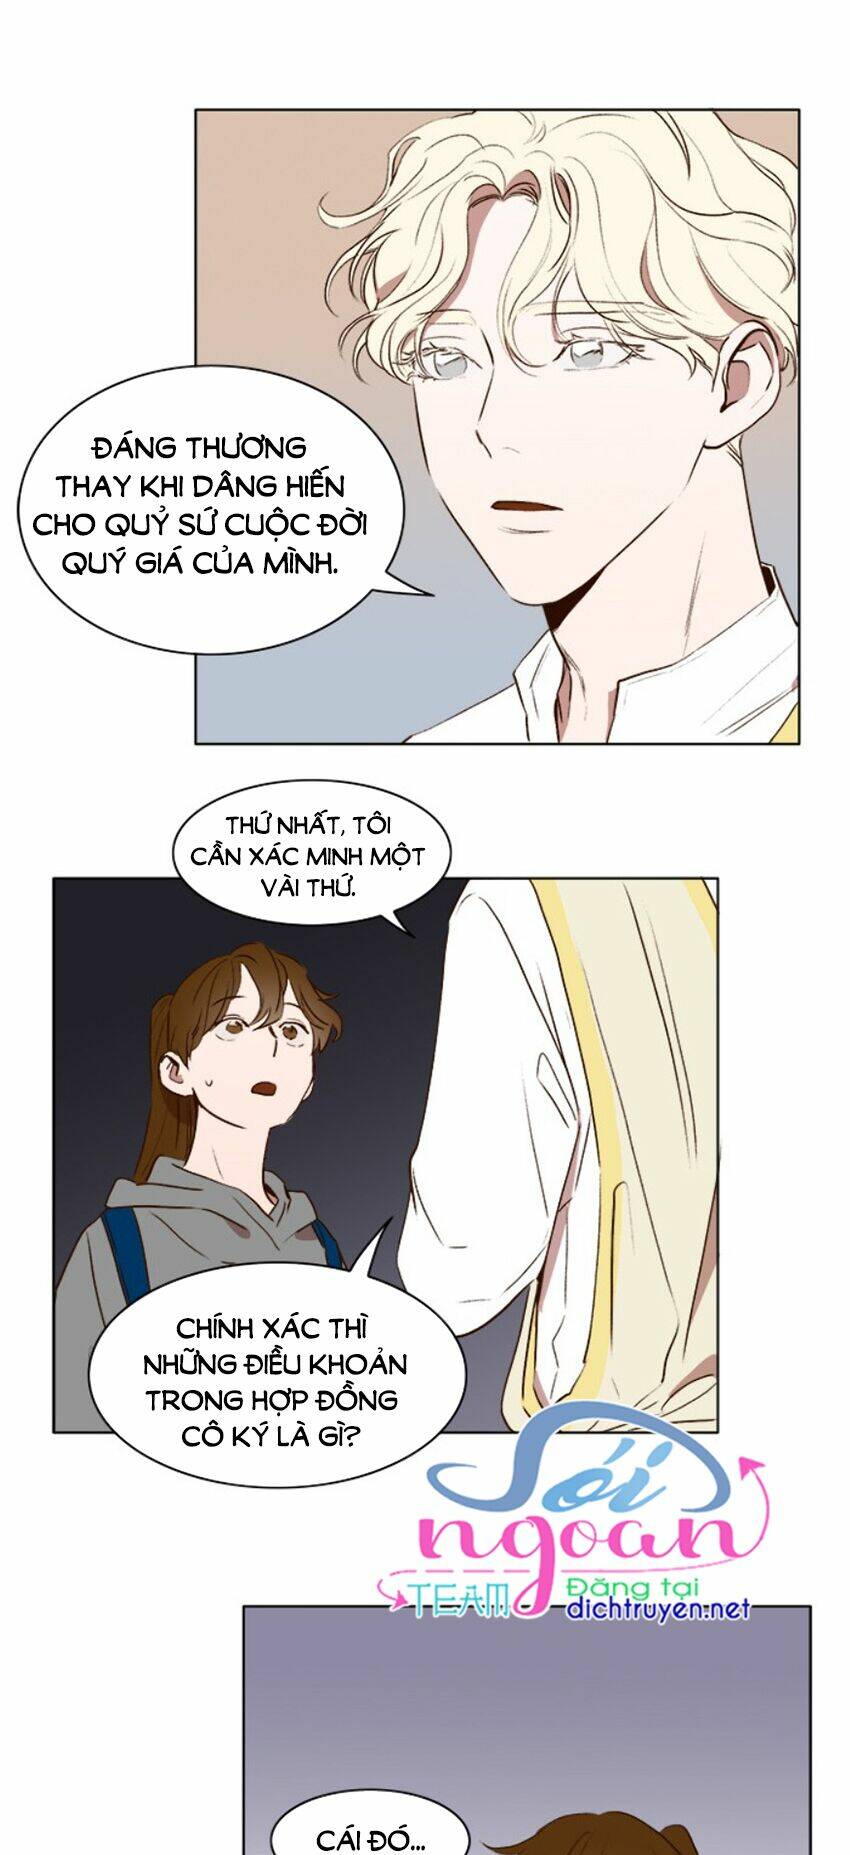 ĐÁNG THƯƠNG
THAY KHI DÂNG HIẾN
CHO QUỶ SỨ CUỘC ĐỜI
QUÝ GIÁ CỦA MÌNH.
THỨ NHẤT, TÔI
CẦN XÁC MINH MỘT
VÀI THỨ.
CHÍNH XÁC THÌ
NHỮNG ĐIỀU KHOẢN
TRONG HỢP ĐỒNG
CÔ KÝ LÀ GÌ?
Sói
ngoan
TEAM Đăng tại
dichtruyen.net
CÁI ĐÓ...